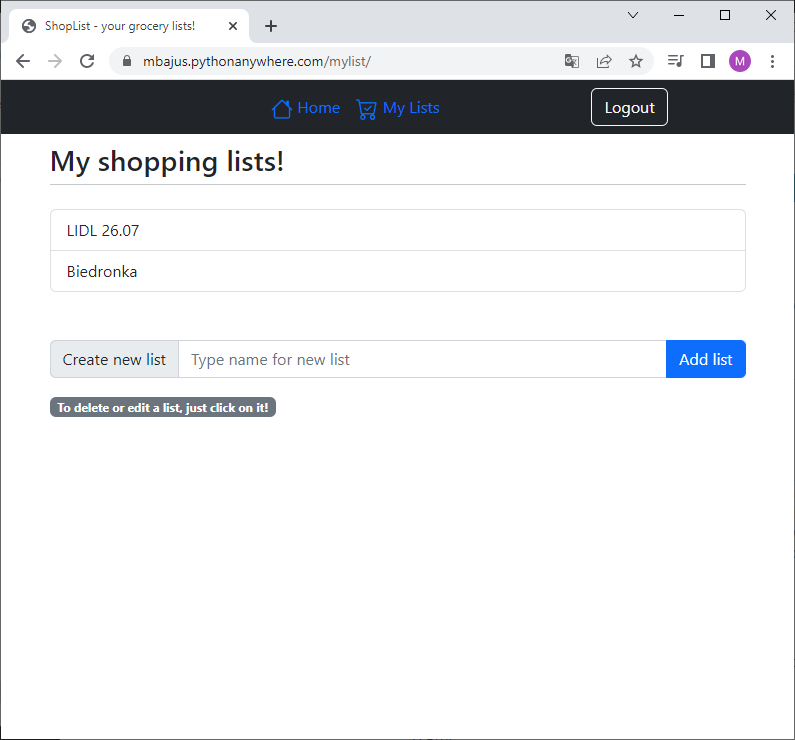 ShopList - your grocery lists!
mbajus.pythonanywhere.com/mylist/
M
Home My Lists Logout
My shopping lists!
LIDL 26.07
Biedronka
Create new list Type name for new list Add list
To delete or edit a list, just click on it!